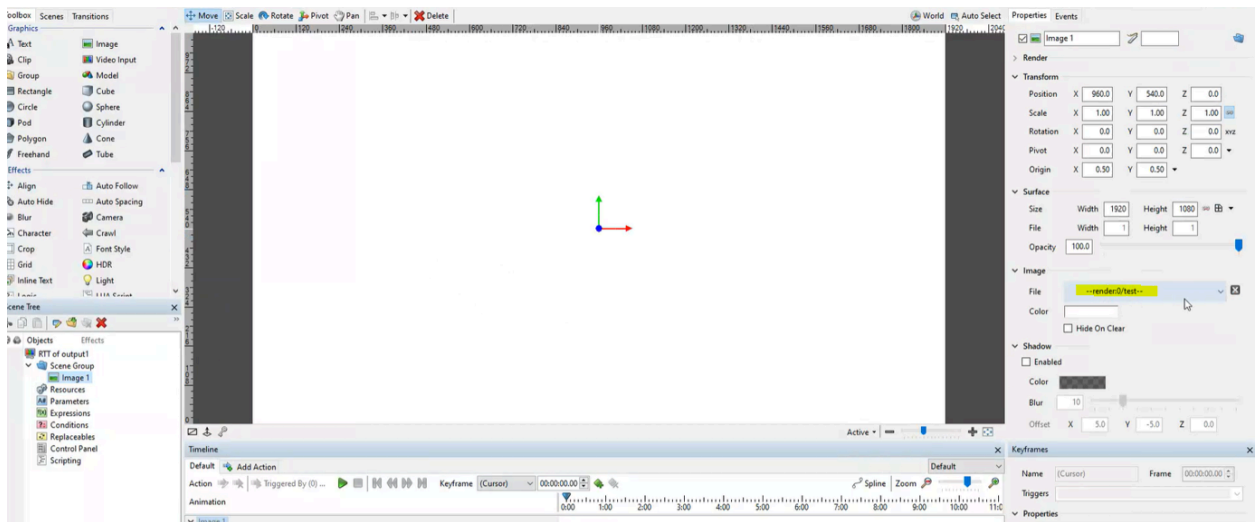 Toolbox Scenes Transitions
Move Scale Rotate Pivot Pan Delete
World Auto Select
Properties Events
Graphics
Text Image
Clip Video Input
Group Model
Rectangle Cube
Circle Sphere
Pod Cylinder
Polygon Cone
Freehand Tube
Effects
Align Auto Follow
Auto Hide Auto Spacing
Blur Camera
Character Crawl
Crop Font Style
Grid HDR
Inline Text Light
Scene Tree
Objects Effects
RTT of output1
Scene Group
Image 1
Resources
Parameters
Expressions
Conditions
Replaceables
Control Panel
Scripting
Active
Timeline
Default Add Action
Default
Action Triggered By (0) ... Keyframe (Cursor) 00:00:00.00 Spline Zoom
Animation
0:00 1:00 2:00 3:00 4:00 5:00 6:00 7:00 8:00 9:00 10:00
Image 1
Image 1
Render
Transform
Position X 960.0 Y 540.0 Z 0.0
Scale X 1.00 Y 1.00 Z 1.00
Rotation X 0.0 Y 0.0 Z 0.0 XYZ
Pivot X 0.0 Y 0.0 Z 0.0
Origin X 0.50 Y 0.50
Surface
Size Width 1920 Height 1080
File Width 1 Height 1
Opacity 100.0
Image
File --render:0/test--
Color
Hide On Clear
Shadow
Enabled
Color
Blur 10
Offset X 5.0 Y -5.0 Z 0.0
Keyframes
Name (Cursor) Frame 00:00:00.00
Triggers
Properties